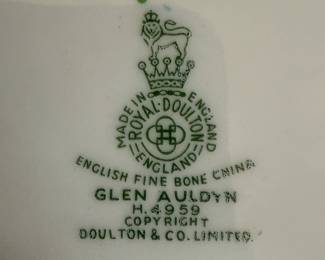 MADE IN ENGLAND
ROYAL DOULTON
ENGLAND
ENGLISH FINE BONE CHINA
GLEN AULDYN
H.4959
COPYRIGHT
DOULTON & CO. LIMITED.